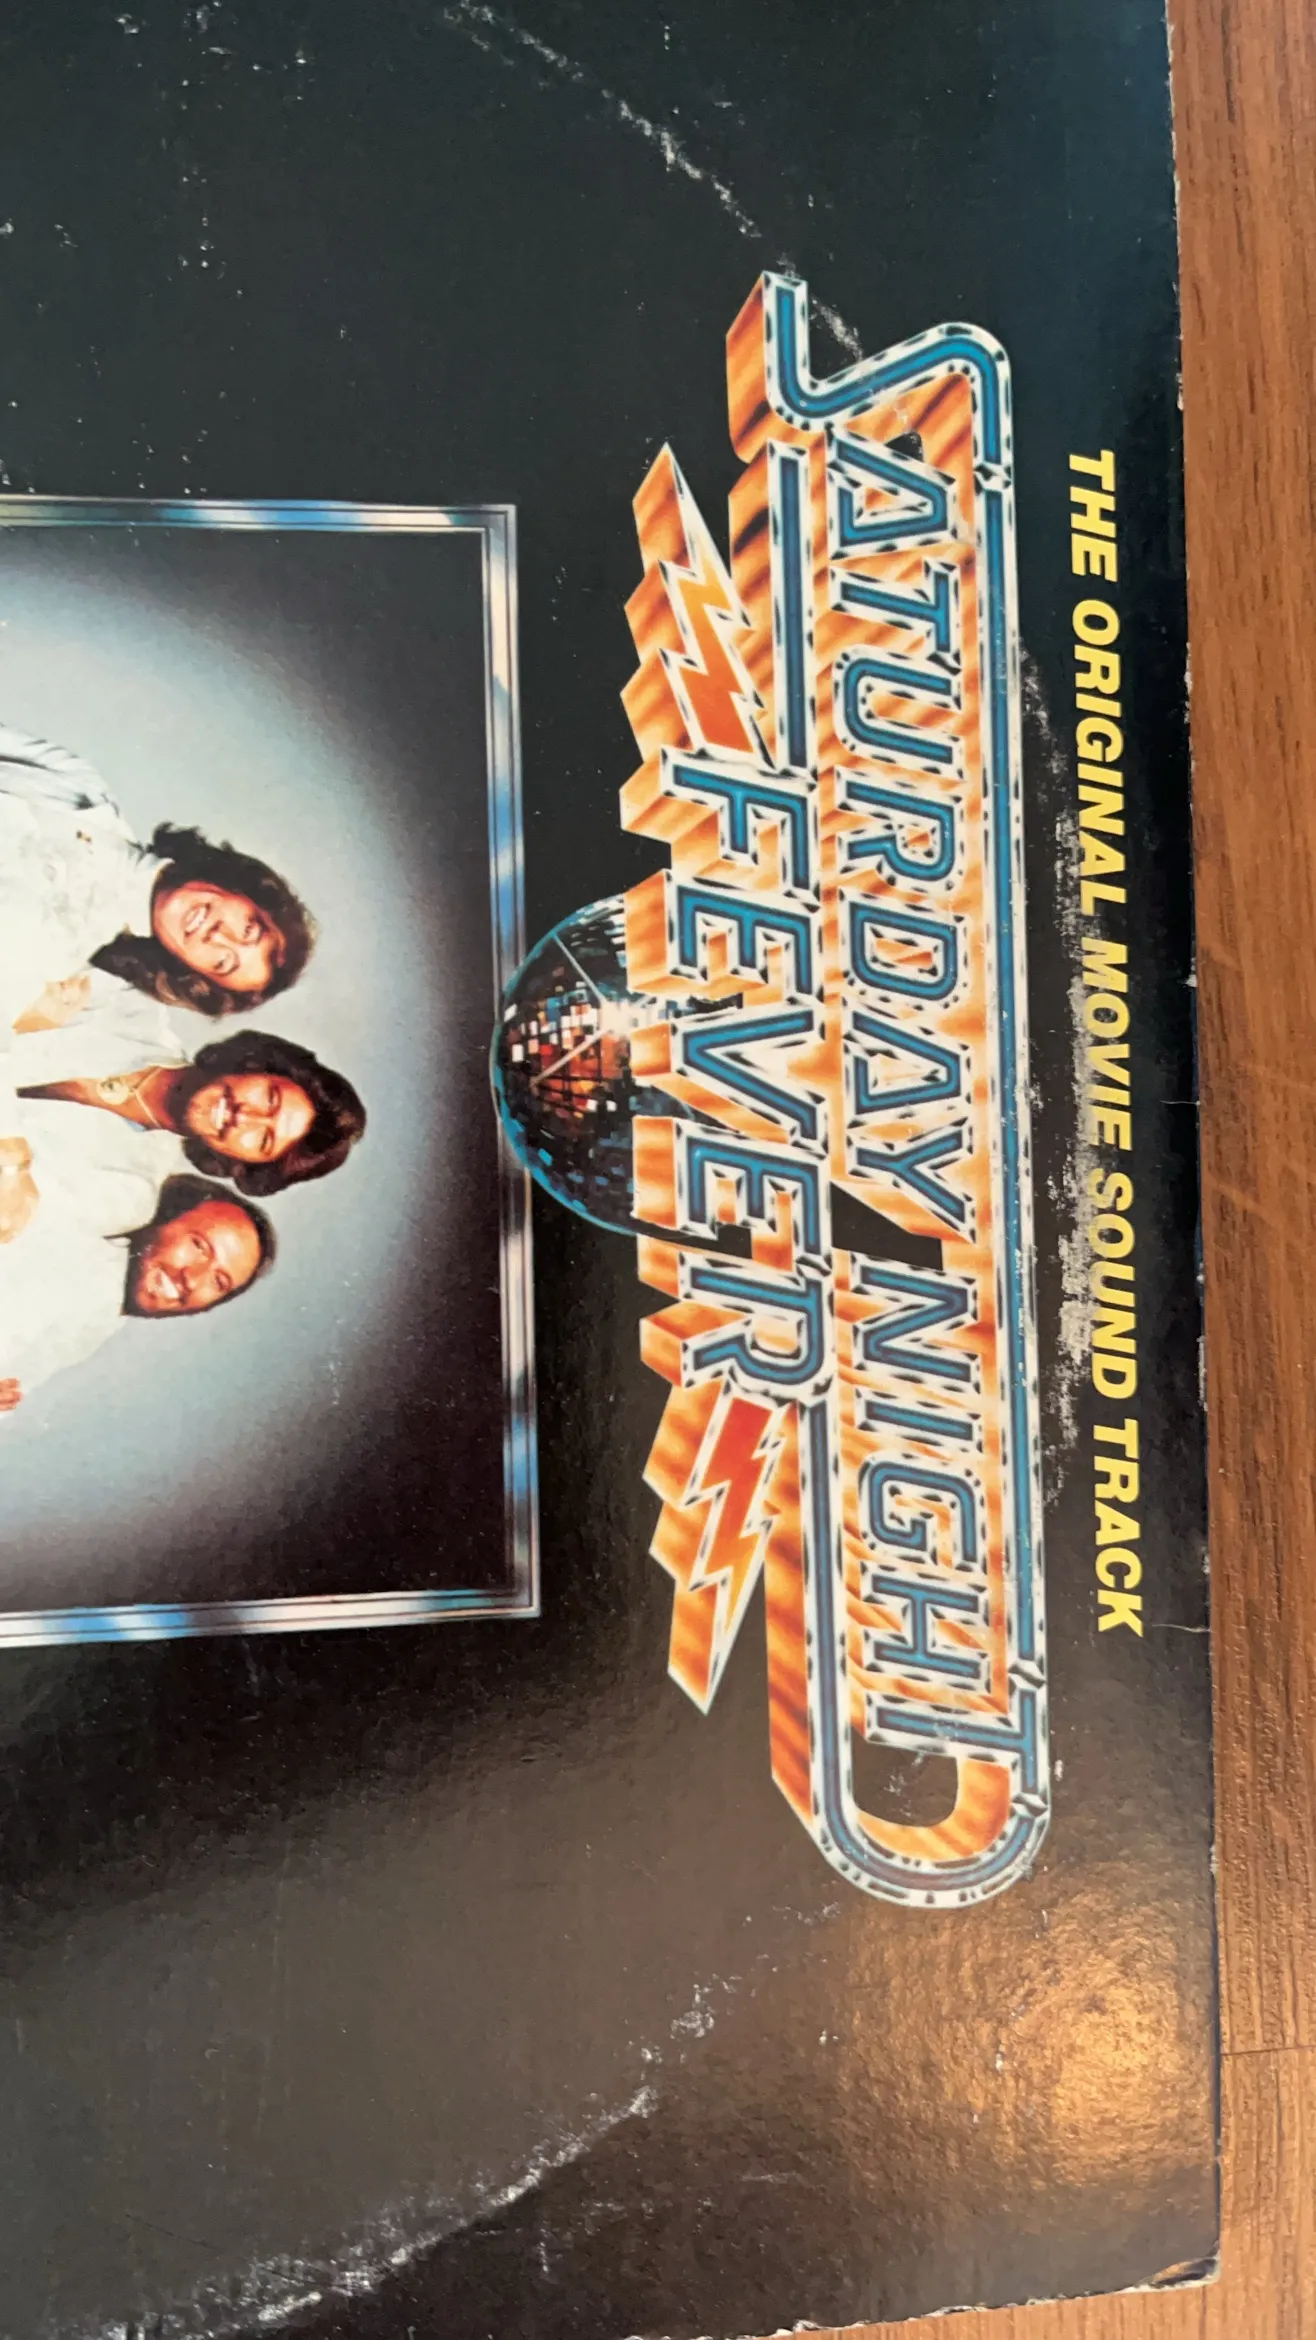 THE ORIGINAL MOVIE SOUND TRACK
SATURDAY NIGHT
FEVER